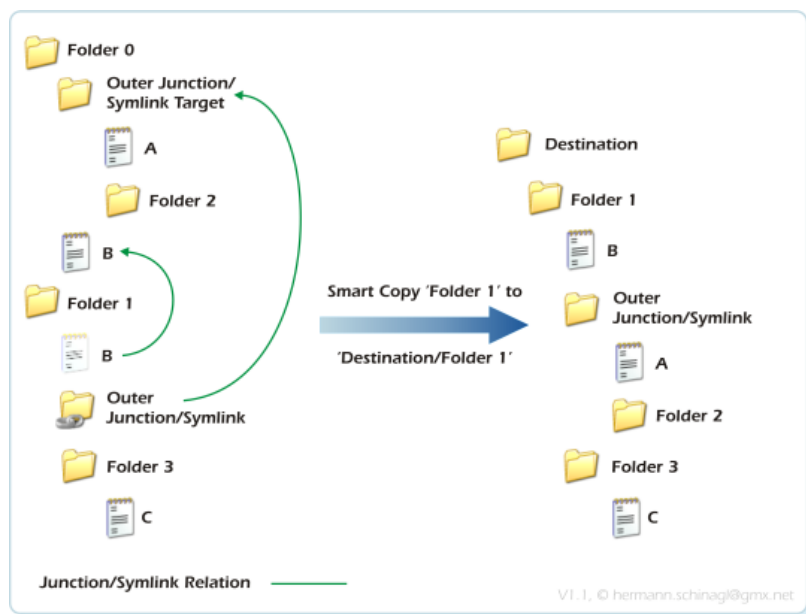 Folder 0
Outer Junction/
Symlink Target
A
Folder 2
B
Folder 1
B
Outer
Junction/Symlink
Folder 3
C
Junction/Symlink Relation
Smart Copy 'Folder 1' to
'Destination/Folder 1'
Destination
Folder 1
B
Outer
Junction/Symlink
A
Folder 2
Folder 3
C
V1.1, © hermann.schinagl@gmx.net